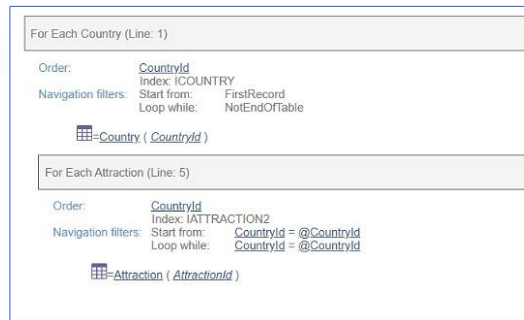 For Each Country (Line: 1)
Order: CountryId
Index: ICOUNTRY
Navigation filters: Start from: FirstRecord
Loop while: NotEndOfTable
=Country ( CountryId )
For Each Attraction (Line: 5)
Order: CountryId
Index: IATTRACTION2
Navigation filters: Start from: CountryId = @CountryId
Loop while: CountryId = @CountryId
=Attraction ( AttractionId )